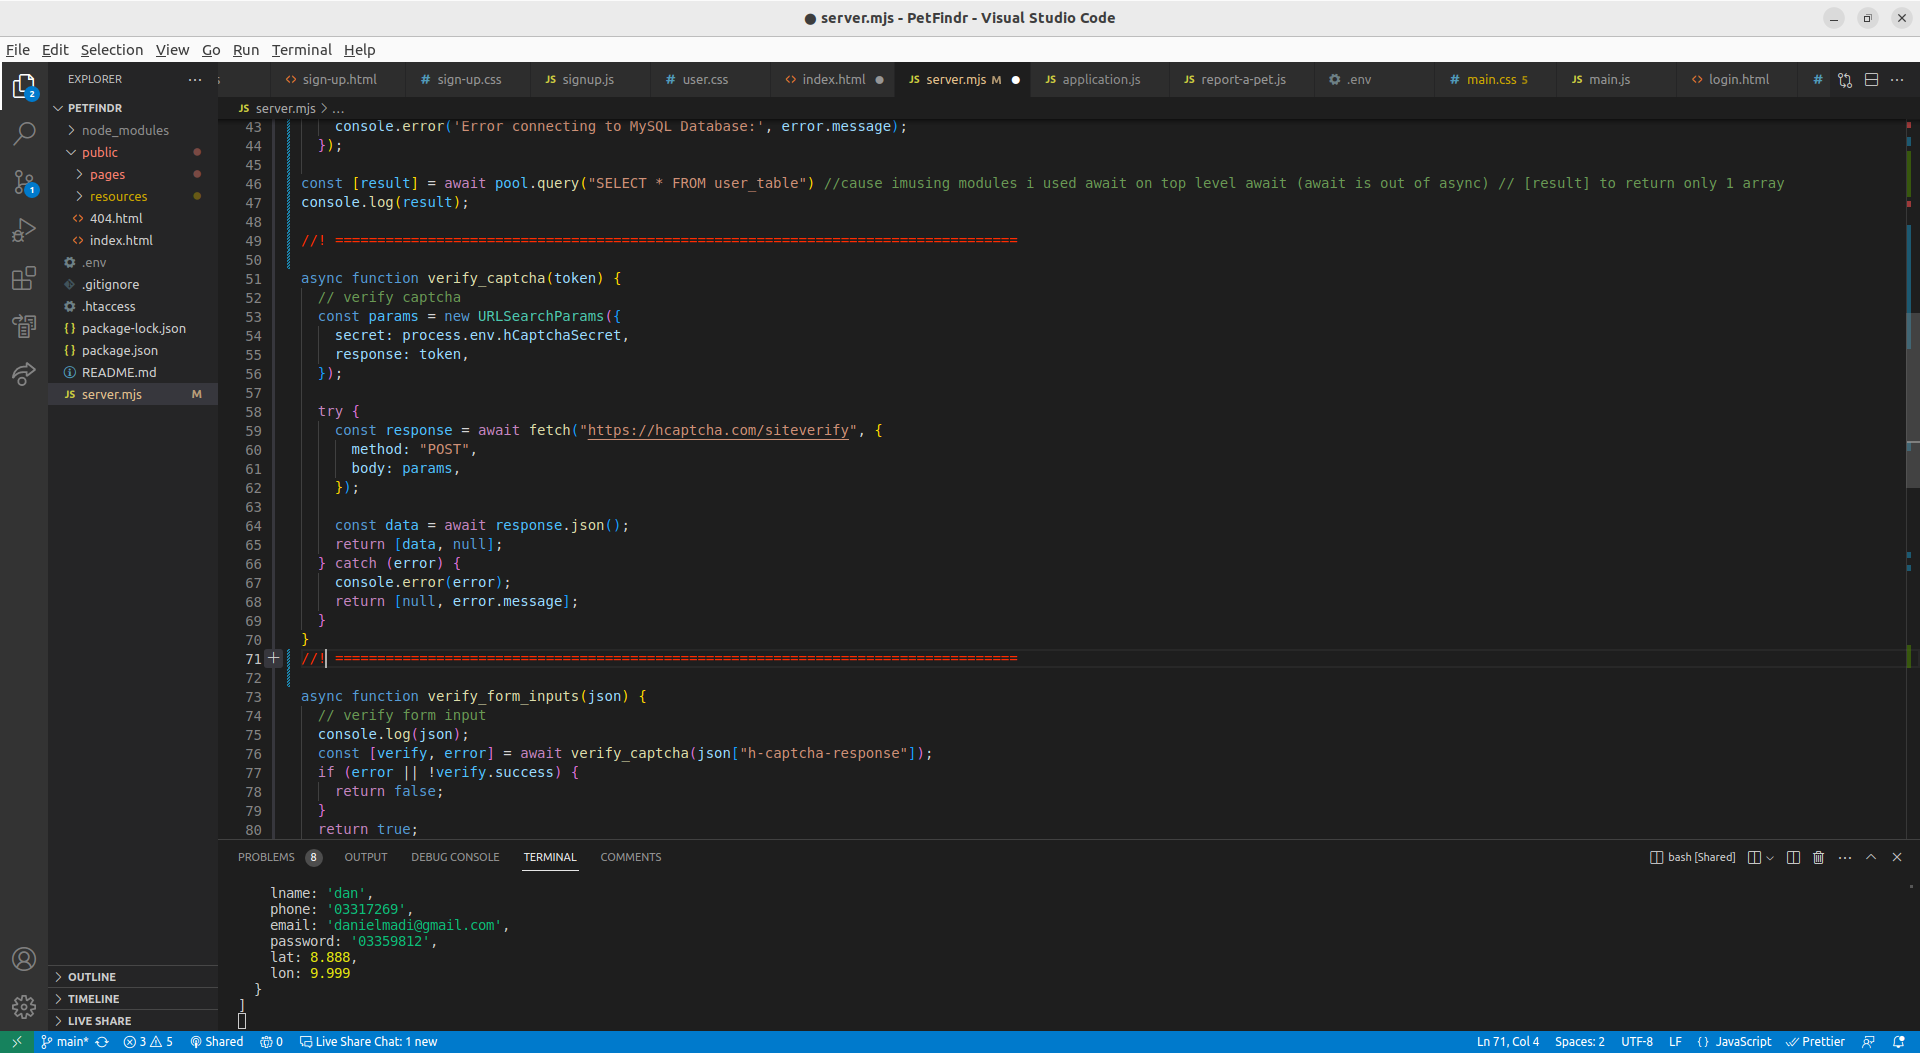 ● server.mjs - PetFindr - Visual Studio Code
File Edit Selection View Go Run Terminal Help
EXPLORER
PETFINDR
node_modules
public
pages
resources
404.html
index.html
.env
.gitignore
.htaccess
package-lock.json
package.json
README.md
server.mjs M
OUTLINE
TIMELINE
LIVE SHARE
2
1
s sign-up.html # sign-up.css JS signup.js # user.css index.html ● JS server.mjs M ● JS application.js JS report-a-pet.js .env # main.css 5 JS main.js login.html #
JS server.mjs > ...
43 console.error('Error connecting to MySQL Database:', error.message);
44 });
45
46 const [result] = await pool.query("SELECT * FROM user_table") //cause imusing modules i used await on top level await (await is out of async) // [result] to return only 1 array
47 console.log(result);
48
49 //! =================================================================================
50
51 async function verify_captcha(token) {
52 // verify captcha
53 const params = new URLSearchParams({
54 secret: process.env.hCaptchaSecret,
55 response: token,
56 });
57
58 try {
59 const response = await fetch("https://hcaptcha.com/siteverify", {
60 method: "POST",
61 body: params,
62 });
63
64 const data = await response.json();
65 return [data, null];
66 } catch (error) {
67 console.error(error);
68 return [null, error.message];
69 }
70 }
71 //! =================================================================================
72
73 async function verify_form_inputs(json) {
74 // verify form input
75 console.log(json);
76 const [verify, error] = await verify_captcha(json["h-captcha-response"]);
77 if (error || !verify.success) {
78 return false;
79 }
80 return true;
PROBLEMS 8 OUTPUT DEBUG CONSOLE TERMINAL COMMENTS bash [Shared]
lname: 'dan',
phone: '03317269',
email: 'danielmadi@gmail.com',
password: '03359812',
lat: 8.888,
lon: 9.999
}
]
main* 3 5 Shared 0 Live Share Chat: 1 new Ln 71, Col 4 Spaces: 2 UTF-8 LF { } JavaScript Prettier